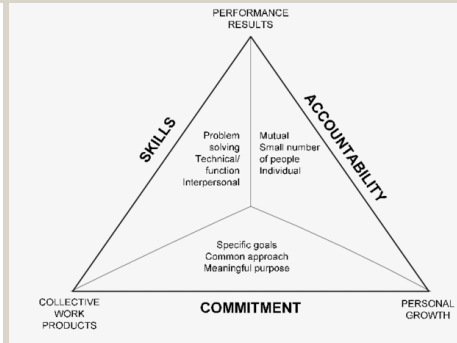 PERFORMANCE
RESULTS
SKILLS
ACCOUNTABILITY
Problem
solving
Technical/
function
Interpersonal
Mutual
Small number
of people
Individual
Specific goals
Common approach
Meaningful purpose
COLLECTIVE
WORK
PRODUCTS
COMMITMENT
PERSONAL
GROWTH